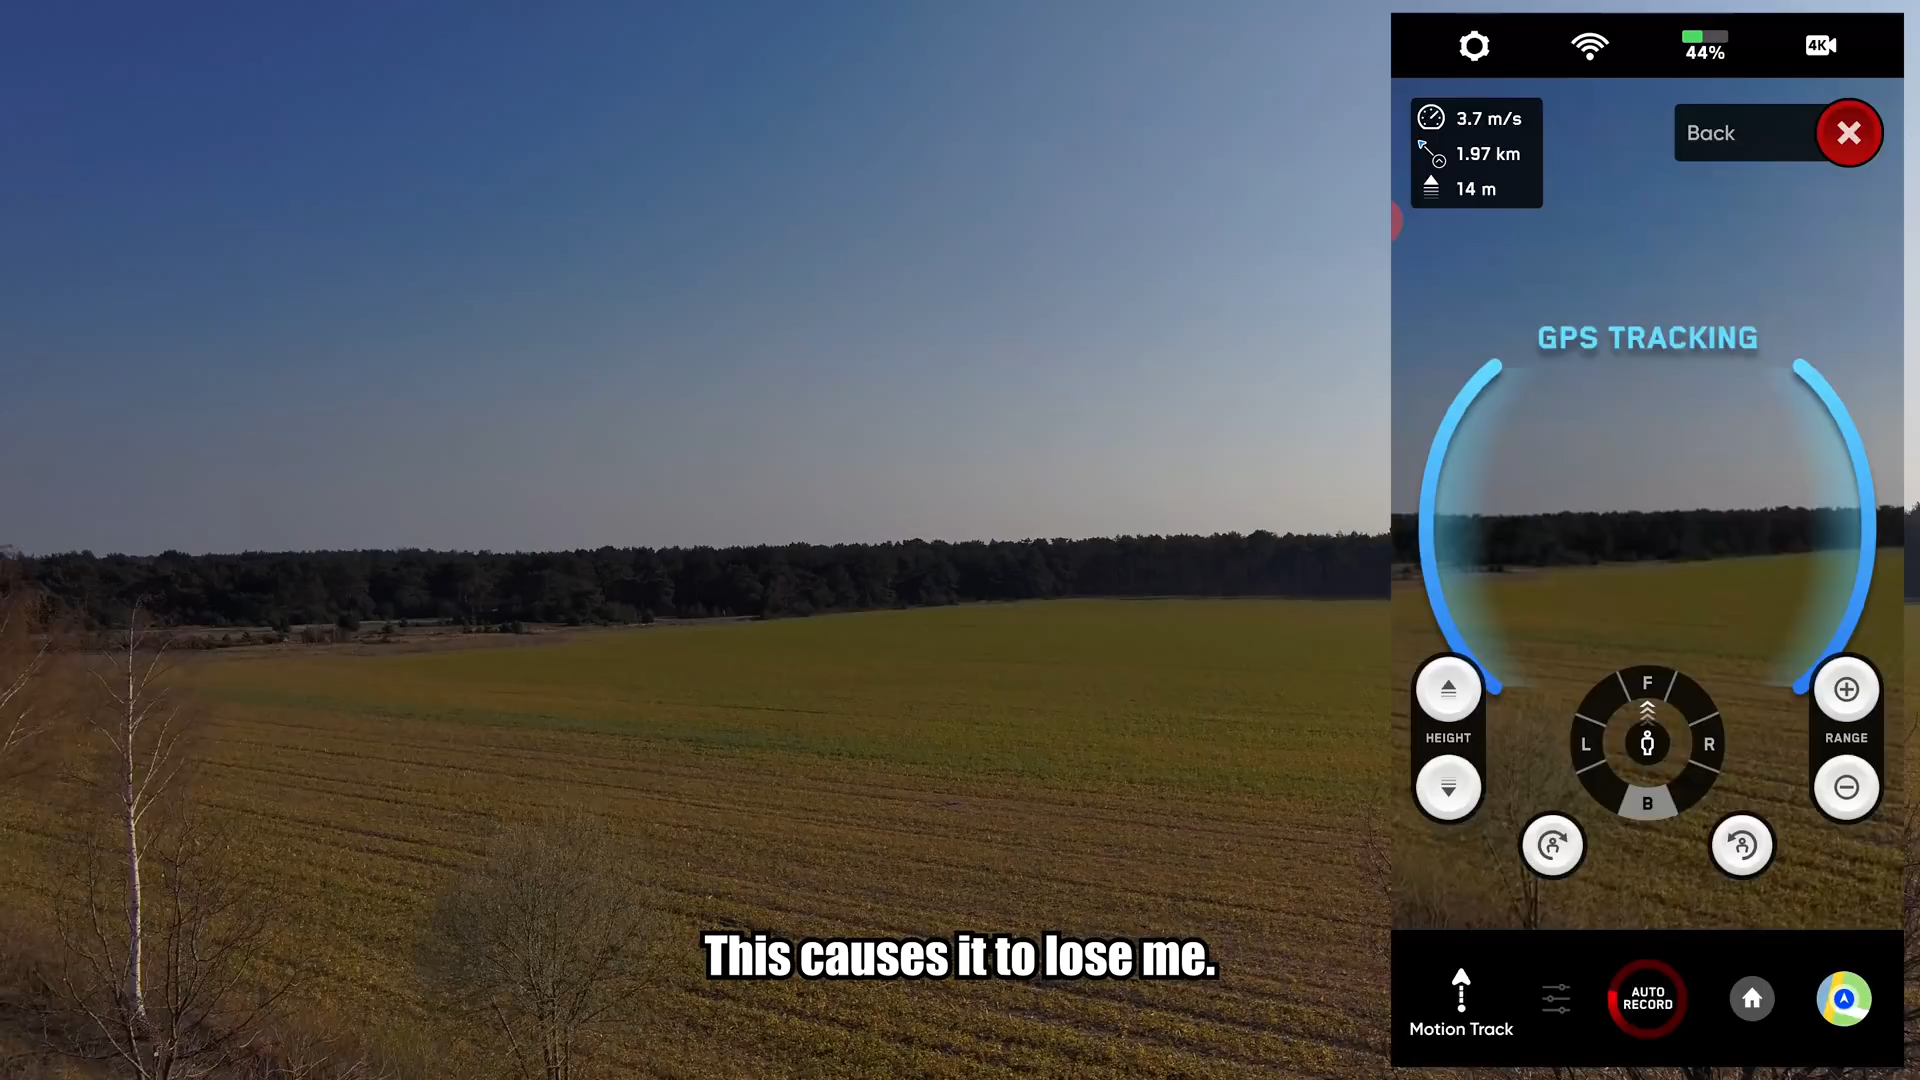 44%
4K
3.7 m/s
1.97 km
14 m
Back
GPS TRACKING
F
L
R
B
HEIGHT
RANGE
This causes it to lose me.
AUTO
RECORD
Motion Track